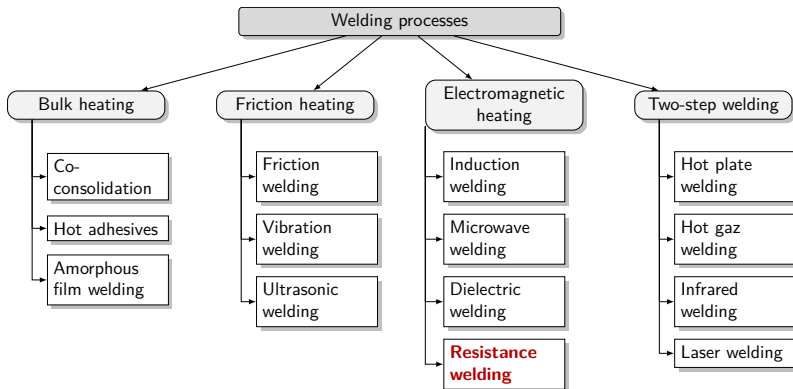 Welding processes
Bulk heating
Co-
consolidation
Hot adhesives
Amorphous
film welding
Friction heating
Friction
welding
Vibration
welding
Ultrasonic
welding
Electromagnetic
heating
Induction
welding
Microwave
welding
Dielectric
welding
Resistance
welding
Two-step welding
Hot plate
welding
Hot gaz
welding
Infrared
welding
Laser welding